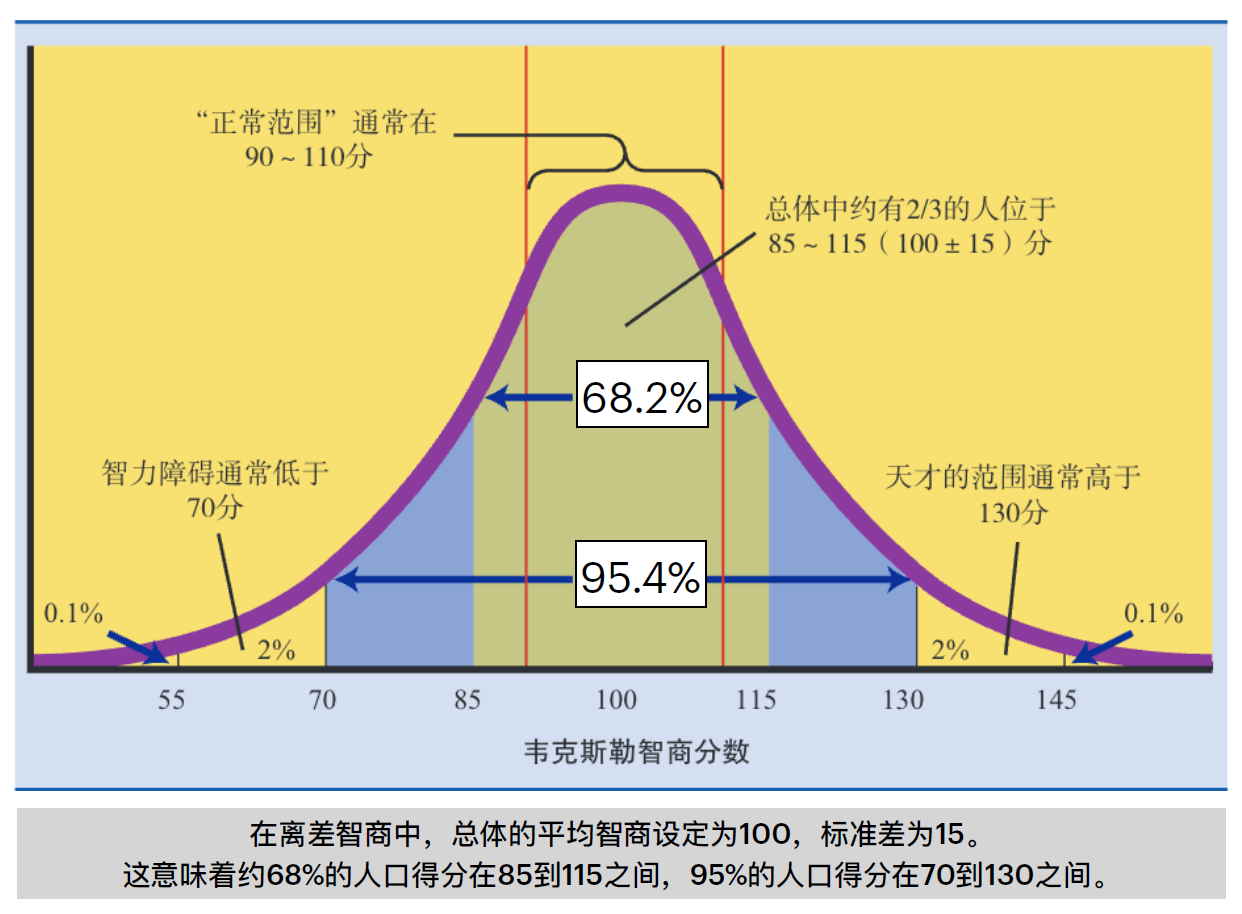 “正常范围”通常在
90 ~ 110分
总体中约有2/3的人位于
85 ~ 115（100 ± 15）分
68.2%
智力障碍通常低于
70分
天才的范围通常高于
130分
95.4%
0.1%
2%
2%
0.1%
55 70 85 100 115 130 145
韦克斯勒智商分数
在离差智商中，总体的平均智商设定为100，标准差为15。
这意味着约68%的人口得分在85到115之间，95%的人口得分在70到130之间。